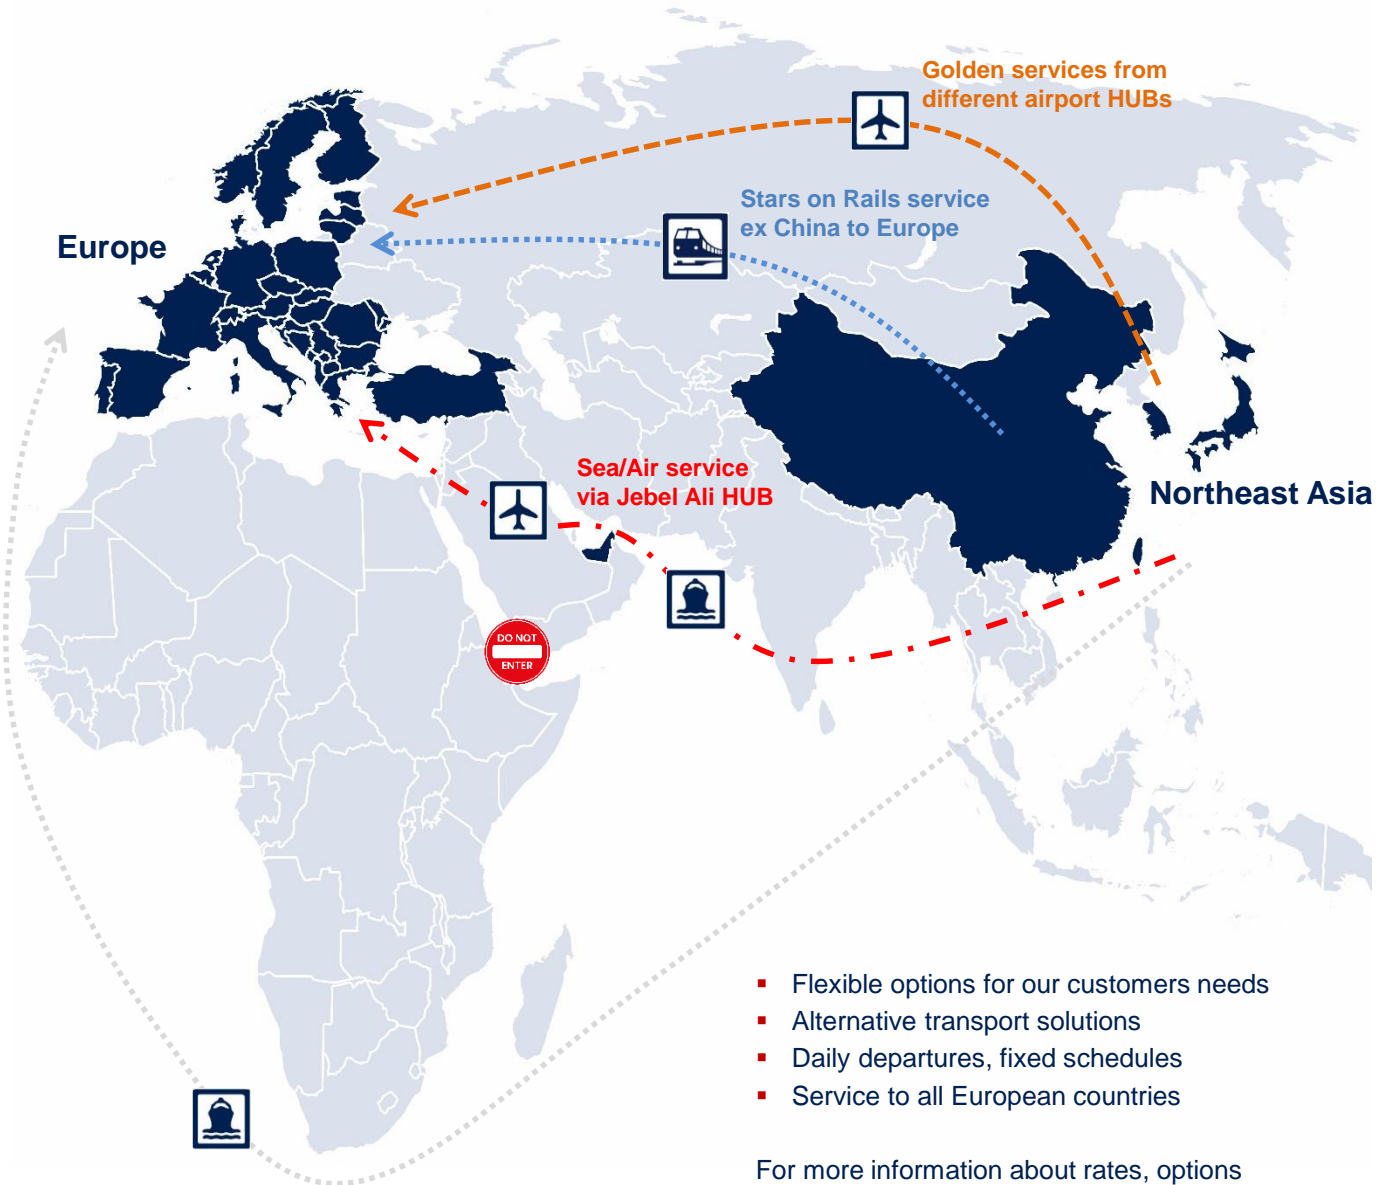 Golden services from
different airport HUBs
Stars on Rails service
ex China to Europe
Europe
Sea/Air service
via Jebel Ali HUB
Northeast Asia
DO NOT
ENTER
▪ Flexible options for our customers needs
▪ Alternative transport solutions
▪ Daily departures, fixed schedules
▪ Service to all European countries
For more information about rates, options